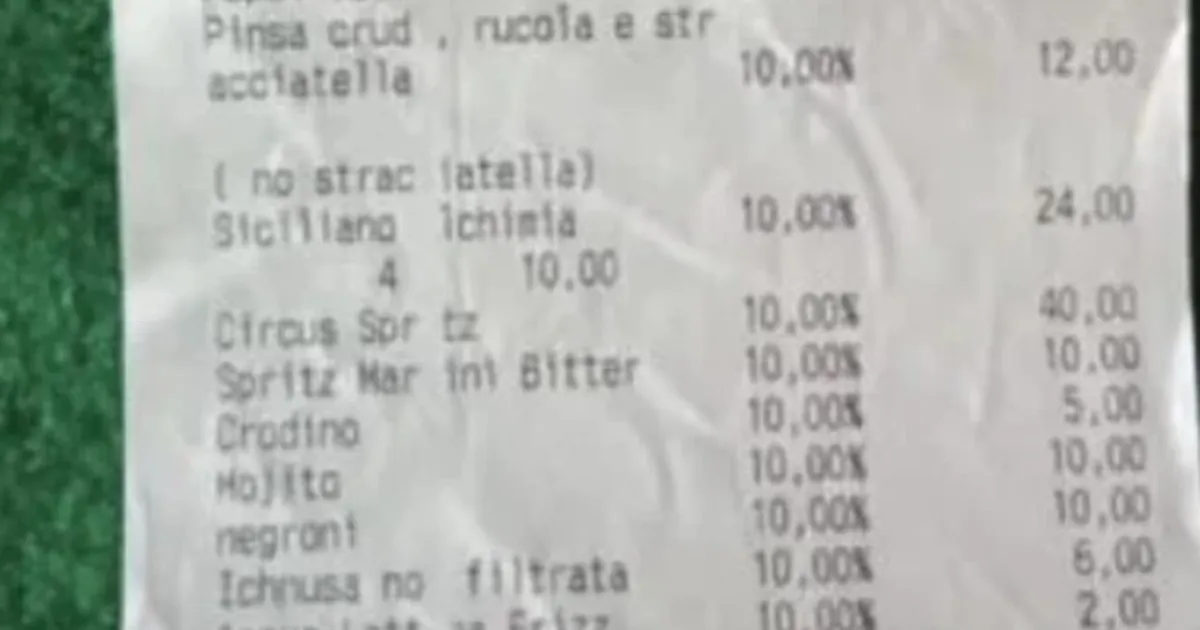 Pinsa crud , rucola e str
acciatella 10,00% 12,00
( no strac iatella)
Siciliano lchimia 10,00% 24,00
4 10.00
Circus Spr tz 10,00% 40,00
Spritz Mar ini Bitter 10,00% 10,00
Crodino 10,00% 5,00
Mojito 10,00% 10,00
negroni 10,00% 10,00
Ichnusa no filtrata 10,00% 6,00
10,00% 2,00